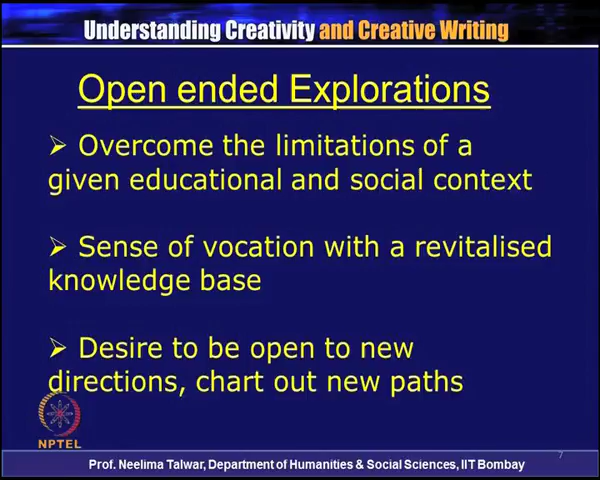 Understanding Creativity and Creative Writing
Open ended Explorations
➢ Overcome the limitations of a
given educational and social context
➢ Sense of vocation with a revitalised
knowledge base
➢ Desire to be open to new
directions, chart out new paths
NPTEL
7
Prof. Neelima Talwar, Department of Humanities & Social Sciences, IIT Bombay